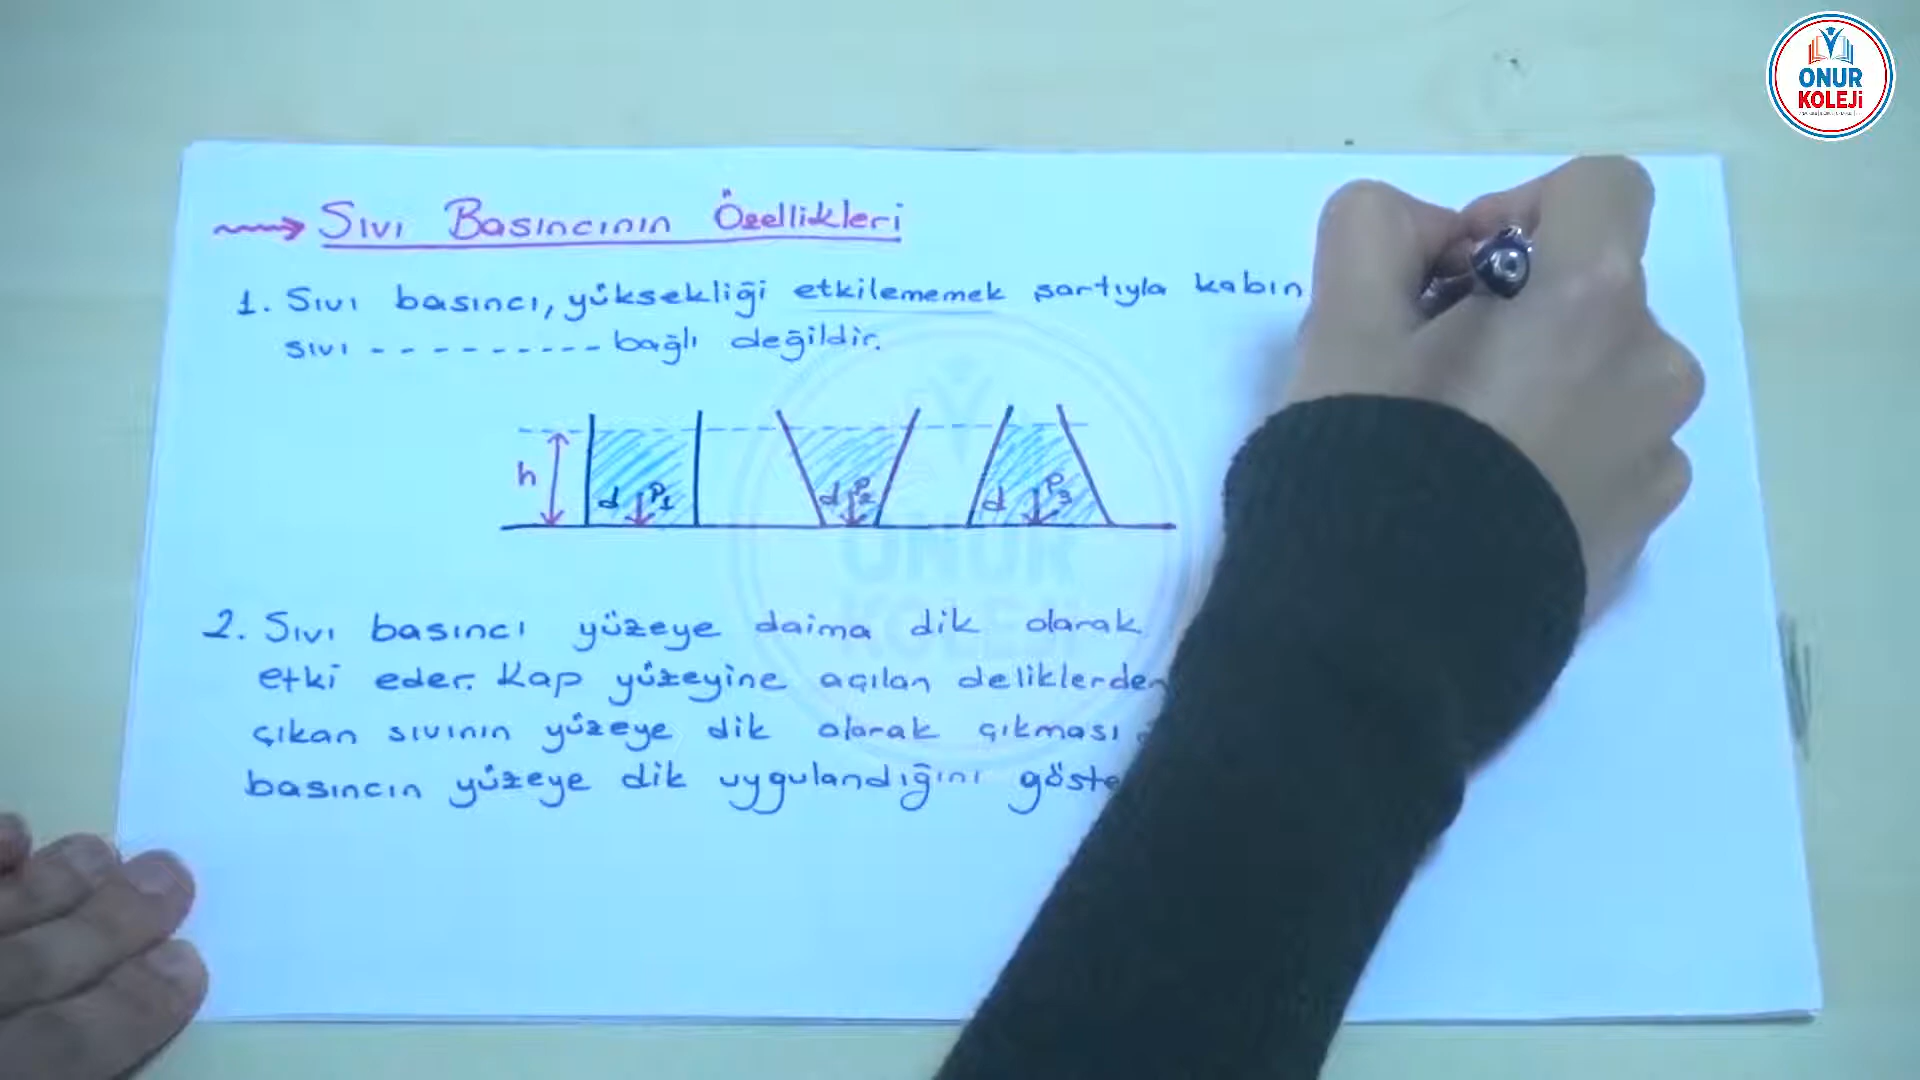 ONUR
KOLEJİ
Sıvı Basıncının Özellikleri
1. Sıvı basıncı, yüksekliği etkilememek şartıyla kabın
sıvı - - - - - - - - - - bağlı değildir.
h d P1 d P2 d P3
ONUR
KOLEJİ
2. Sıvı basıncı yüzeye daima dik olarak
etki eder. Kap yüzeyine açılan deliklerden
çıkan sıvının yüzeye dik olarak çıkması
basıncın yüzeye dik uygulandığını göste